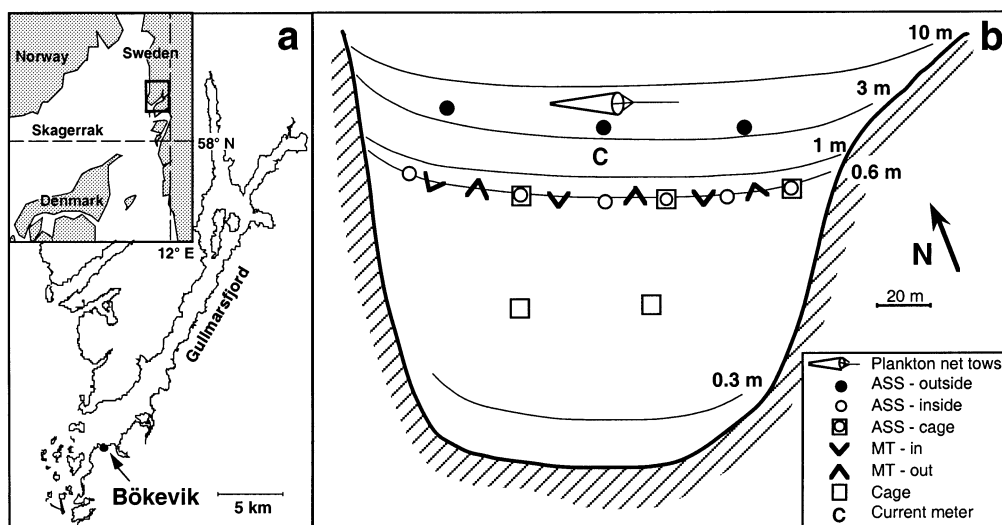 a
Norway
Sweden
Skagerrak
58° N
Denmark
12° E
Gullmarsfjord
Bökevik
5 km
b
10 m
3 m
1 m
0.6 m
C
N
20 m
0.3 m
Plankton net tows
ASS - outside
ASS - inside
ASS - cage
MT - in
MT - out
Cage
C Current meter